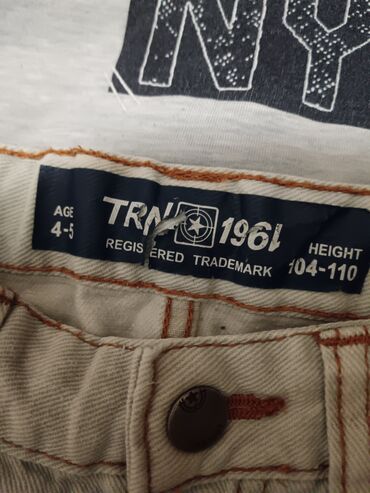 NY
AGE
4-5
TRN 1961
REGISTERED TRADEMARK
HEIGHT
104-110